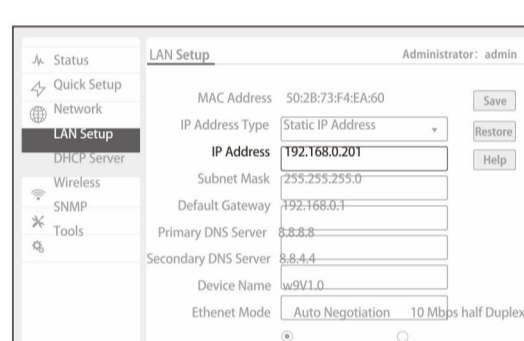 Status
Quick Setup
Network
LAN Setup
DHCP Server
Wireless
SNMP
Tools
LAN Setup
Administrator: admin
MAC Address 50:2B:73:F4:EA:60
Save
IP Address Type Static IP Address
Restore
IP Address 192.168.0.201
Help
Subnet Mask 255.255.255.0
Default Gateway 192.168.0.1
Primary DNS Server 8.8.8.8
Secondary DNS Server 8.8.4.4
Device Name w9V1.0
Ethenet Mode Auto Negotiation 10 Mbps half Duplex